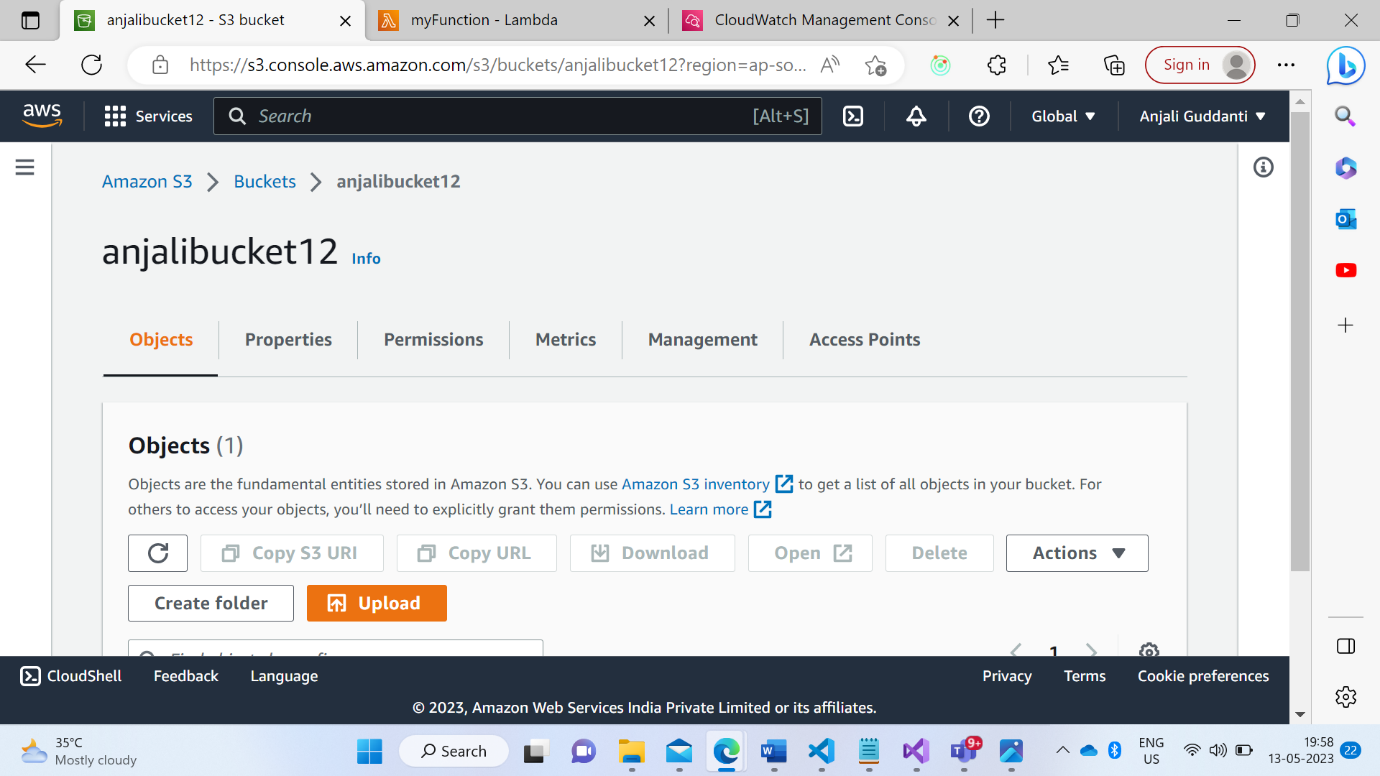 anjalibucket12 - S3 bucket
myFunction - Lambda
CloudWatch Management Conso
https://s3.console.aws.amazon.com/s3/buckets/anjalibucket12?region=ap-so...
Sign in
aws
Services
Search
[Alt+S]
Global
Anjali Guddanti
Amazon S3
Buckets
anjalibucket12
anjalibucket12 Info
Objects
Properties
Permissions
Metrics
Management
Access Points
Objects (1)
Objects are the fundamental entities stored in Amazon S3. You can use Amazon S3 inventory to get a list of all objects in your bucket. For
others to access your objects, you'll need to explicitly grant them permissions. Learn more
Copy S3 URI
Copy URL
Download
Open
Delete
Actions
Create folder
Upload
1
CloudShell
Feedback
Language
Privacy
Terms
Cookie preferences
© 2023, Amazon Web Services India Private Limited or its affiliates.
35°C
Mostly cloudy
Search
9+
ENG
US
19:58
13-05-2023
22